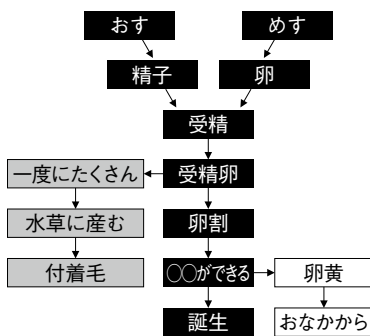 おす
めす
精子
卵
受精
一度にたくさん
受精卵
水草に産む
卵割
付着毛
○○ができる
卵黄
誕生
おなかから